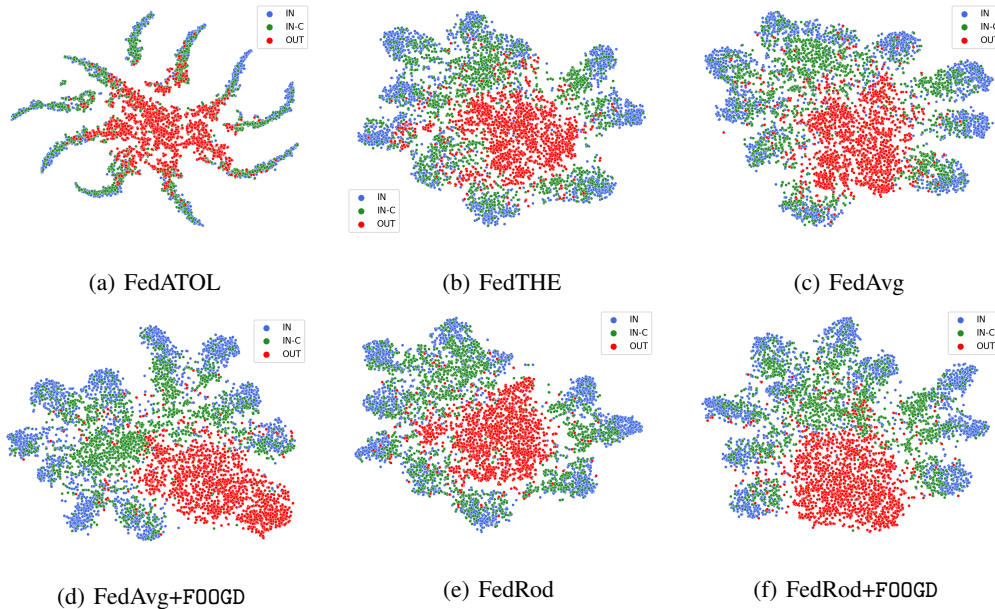 IN
IN-C
OUT
IN
IN-C
OUT
IN
IN-C
OUT
(a) FedATOL
(b) FedTHE
(c) FedAvg
IN
IN-C
OUT
IN
IN-C
OUT
IN
IN-C
OUT
(d) FedAvg+FOOGD
(e) FedRod
(f) FedRod+FOOGD